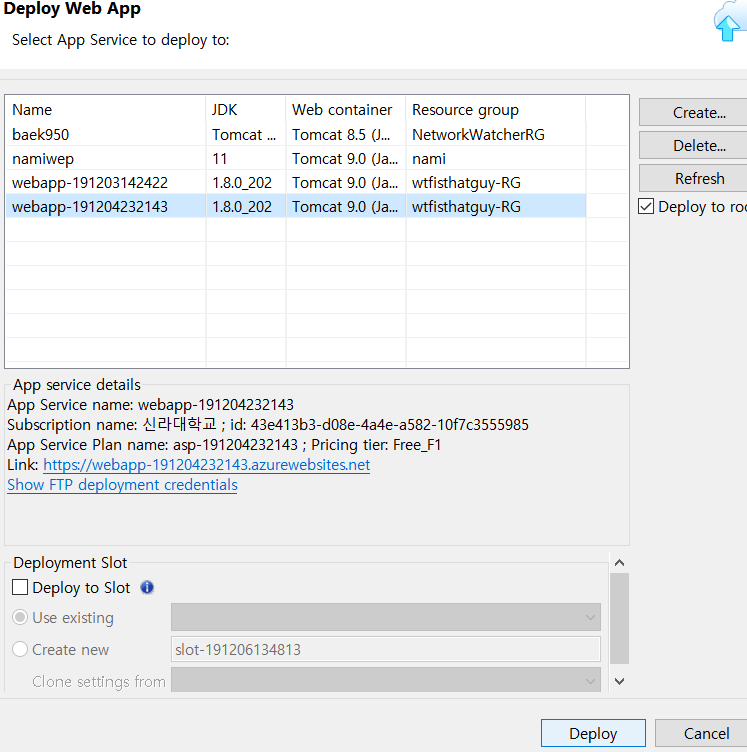 Deploy Web App
Select App Service to deploy to:
Name JDK Web container Resource group
baek950 Tomcat ... Tomcat 8.5 (J... NetworkWatcherRG
namiwep 11 Tomcat 9.0 (Ja... nami
webapp-191203142422 1.8.0_202 Tomcat 9.0 (Ja... wtfisthatguy-RG
webapp-191204232143 1.8.0_202 Tomcat 9.0 (Ja... wtfisthatguy-RG
Create...
Delete...
Refresh
Deploy to roo
App service details
App Service name: webapp-191204232143
Subscription name: 신라대학교 ; id: 43e413b3-d08e-4a4e-a582-10f7c3555985
App Service Plan name: asp-191204232143 ; Pricing tier: Free_F1
Link: https://webapp-191204232143.azurewebsites.net
Show FTP deployment credentials
Deployment Slot
Deploy to Slot
Use existing
Create new slot-191206134813
Clone settings from
Deploy Cancel